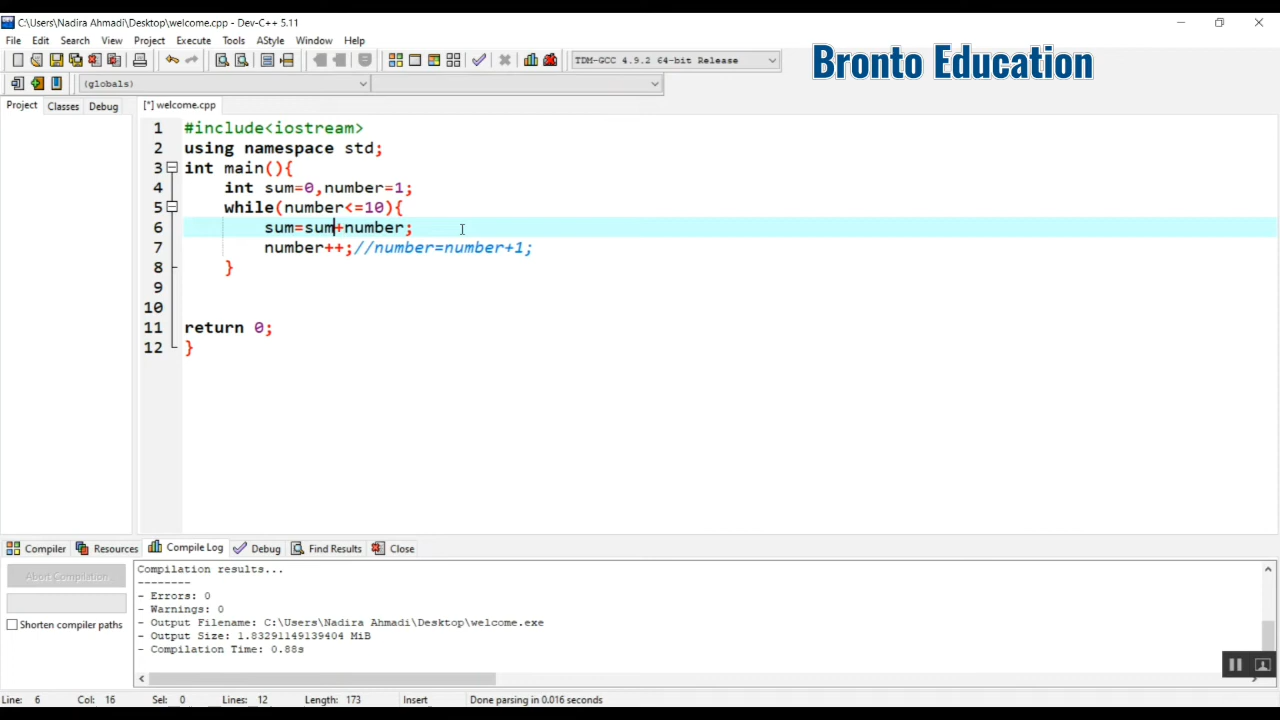 C:\Users\Nadira Ahmadi\Desktop\welcome.cpp - Dev-C++ 5.11
File Edit Search View Project Execute Tools AStyle Window Help
TDM-GCC 4.9.2 64-bit Release
Bronto Education
(globals)
Project Classes Debug
[*] welcome.cpp
1 #include<iostream>
2 using namespace std;
3 int main(){
4 int sum=0,number=1;
5 while(number<=10){
6 sum=sum+number;
7 number++;//number=number+1;
8 }
9
10
11 return 0;
12 }
Compiler Resources Compile Log Debug Find Results Close
Abort Compilation
Shorten compiler paths
Compilation results...
--------
- Errors: 0
- Warnings: 0
- Output Filename: C:\Users\Nadira Ahmadi\Desktop\welcome.exe
- Output Size: 1.83291149139404 MiB
- Compilation Time: 0.88s
Line: 6 Col: 16 Sel: 0 Lines: 12 Length: 173 Insert Done parsing in 0.016 seconds